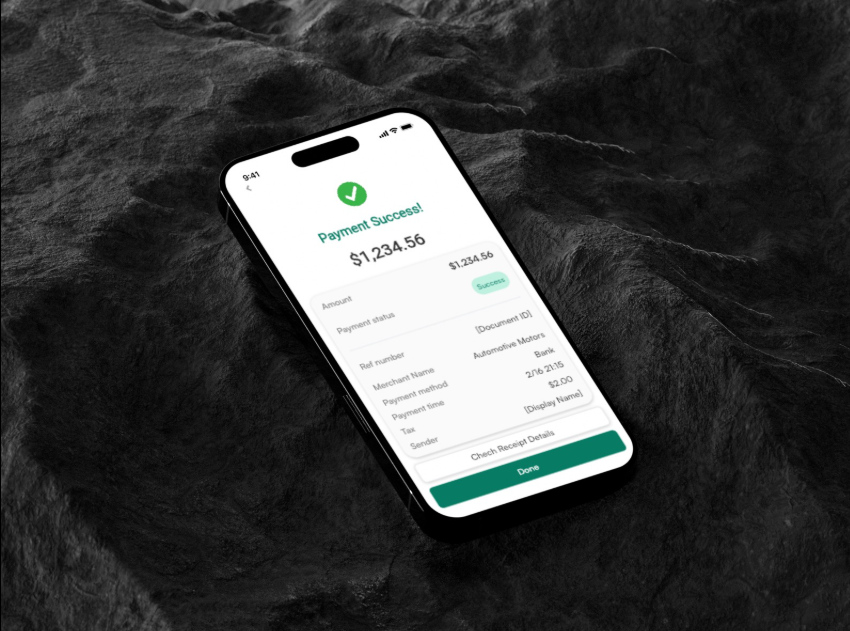 9:41
Payment Success!
$1,234.56
Amount $1,234.56
Payment status Success
Ref number [Document ID]
Merchant Name Automotive Motors
Payment method Bank
Payment time 2/16 21:15
Tax $2.00
Sender [Display Name]
Chech Receipt Details
Done